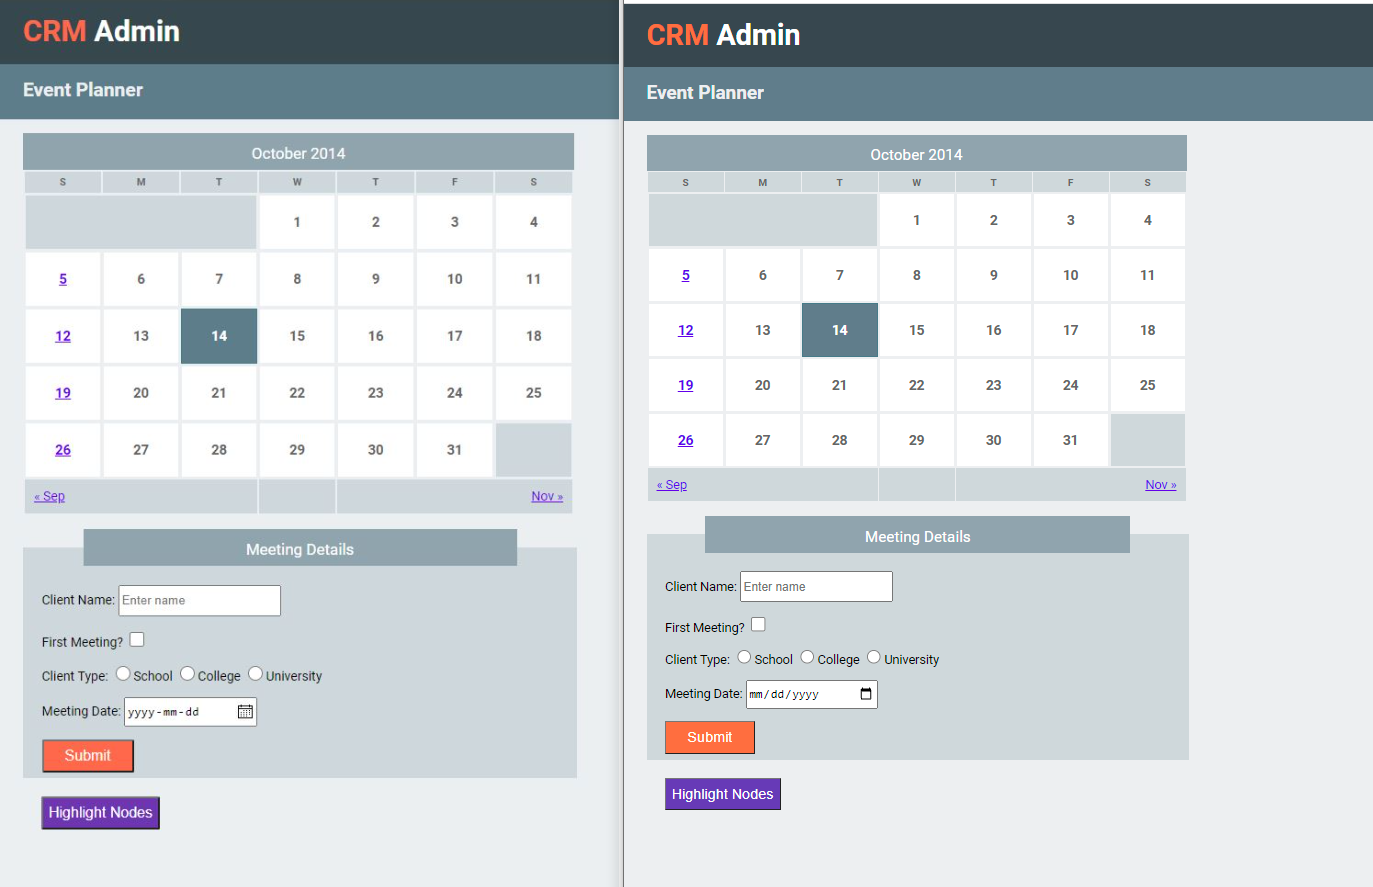 CRM Admin
Event Planner
October 2014
S M T W T F S
1 2 3 4
5 6 7 8 9 10 11
12 13 14 15 16 17 18
19 20 21 22 23 24 25
26 27 28 29 30 31
« Sep Nov »
Meeting Details
Client Name: Enter name
First Meeting?
Client Type: School College University
Meeting Date: yyyy-mm-dd
Submit
Highlight Nodes
CRM Admin
Event Planner
October 2014
S M T W T F S
1 2 3 4
5 6 7 8 9 10 11
12 13 14 15 16 17 18
19 20 21 22 23 24 25
26 27 28 29 30 31
« Sep Nov »
Meeting Details
Client Name: Enter name
First Meeting?
Client Type: School College University
Meeting Date: mm/dd/yyyy
Submit
Highlight Nodes